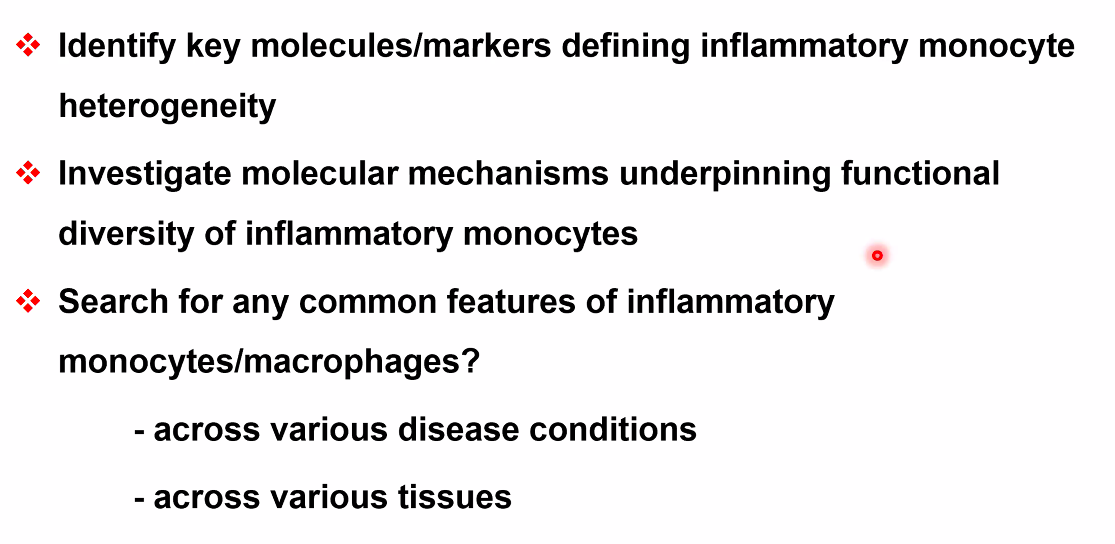 Identify key molecules/markers defining inflammatory monocyte
heterogeneity
Investigate molecular mechanisms underpinning functional
diversity of inflammatory monocytes
Search for any common features of inflammatory
monocytes/macrophages?
- across various disease conditions
- across various tissues